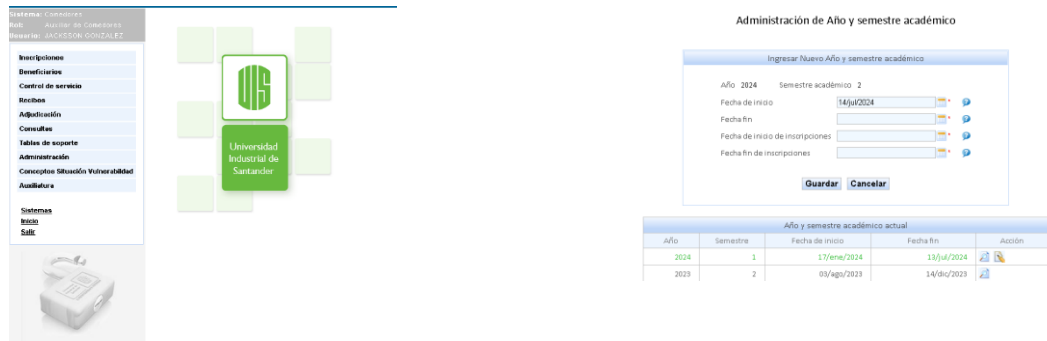 Sistema: Comedores
Rol: Auxiliar de Comedores
Usuario: JACKSSON GONZALEZ
Inscripciones
Beneficiarios
Control de servicio
Recibos
Adjudicación
Consultas
Tablas de soporte
Administración
Conceptos Situación Vulnerabilidad
Auxiliatura
Sistemas
Inicio
Salir
UIS
Universidad
Industrial de
Santander
Administración de Año y semestre académico
Ingresar Nuevo Año y semestre académico
Año 2024 Semestre académico 2
Fecha de inicio 14/jul/2024 *
Fecha fin *
Fecha de inicio de inscripciones *
Fecha fin de inscripciones *
Guardar Cancelar
Año y semestre académico actual
Año Semestre Fecha de inicio Fecha fin Acción
2024 1 17/ene/2024 13/jul/2024
2023 2 03/ago/2023 14/dic/2023